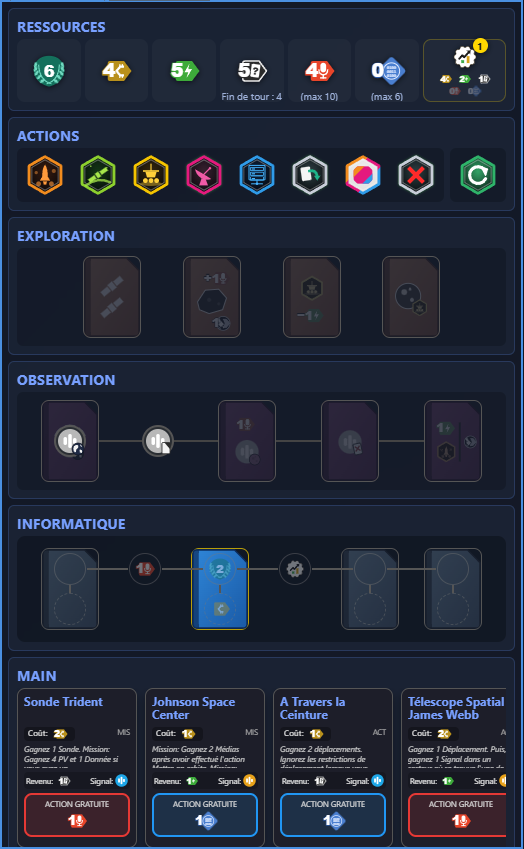 RESSOURCES
6
4
5
5
4
0
1
4 2 1
Fin de tour : 4
(max 10)
(max 6)
ACTIONS
EXPLORATION
+1
-1
OBSERVATION
1
1
INFORMATIQUE
1
2
MAIN
Sonde Trident
Coût: 2
MIS
Gagnez 1 Sonde. Mission:
Gagnez 4 PV et 1 Donnée si
Revenu: 1
Signal:
ACTION GRATUITE
1
Johnson Space
Center
Coût: 1
MIS
Mission: Gagnez 2 Médias
après avoir effectué l'action
Revenu: 1
Signal:
ACTION GRATUITE
1
A Travers la
Ceinture
Coût: 1
ACT
Gagnez 2 déplacements.
Ignorez les restrictions de
Revenu: 1
Signal:
ACTION GRATUITE
1
Télescope Spatial
James Webb
Coût: 2
Gagnez 1 Déplacement. Puis,
gagnez 1 Signal dans un
Revenu: 1
Signal:
ACTION GRATUITE
1